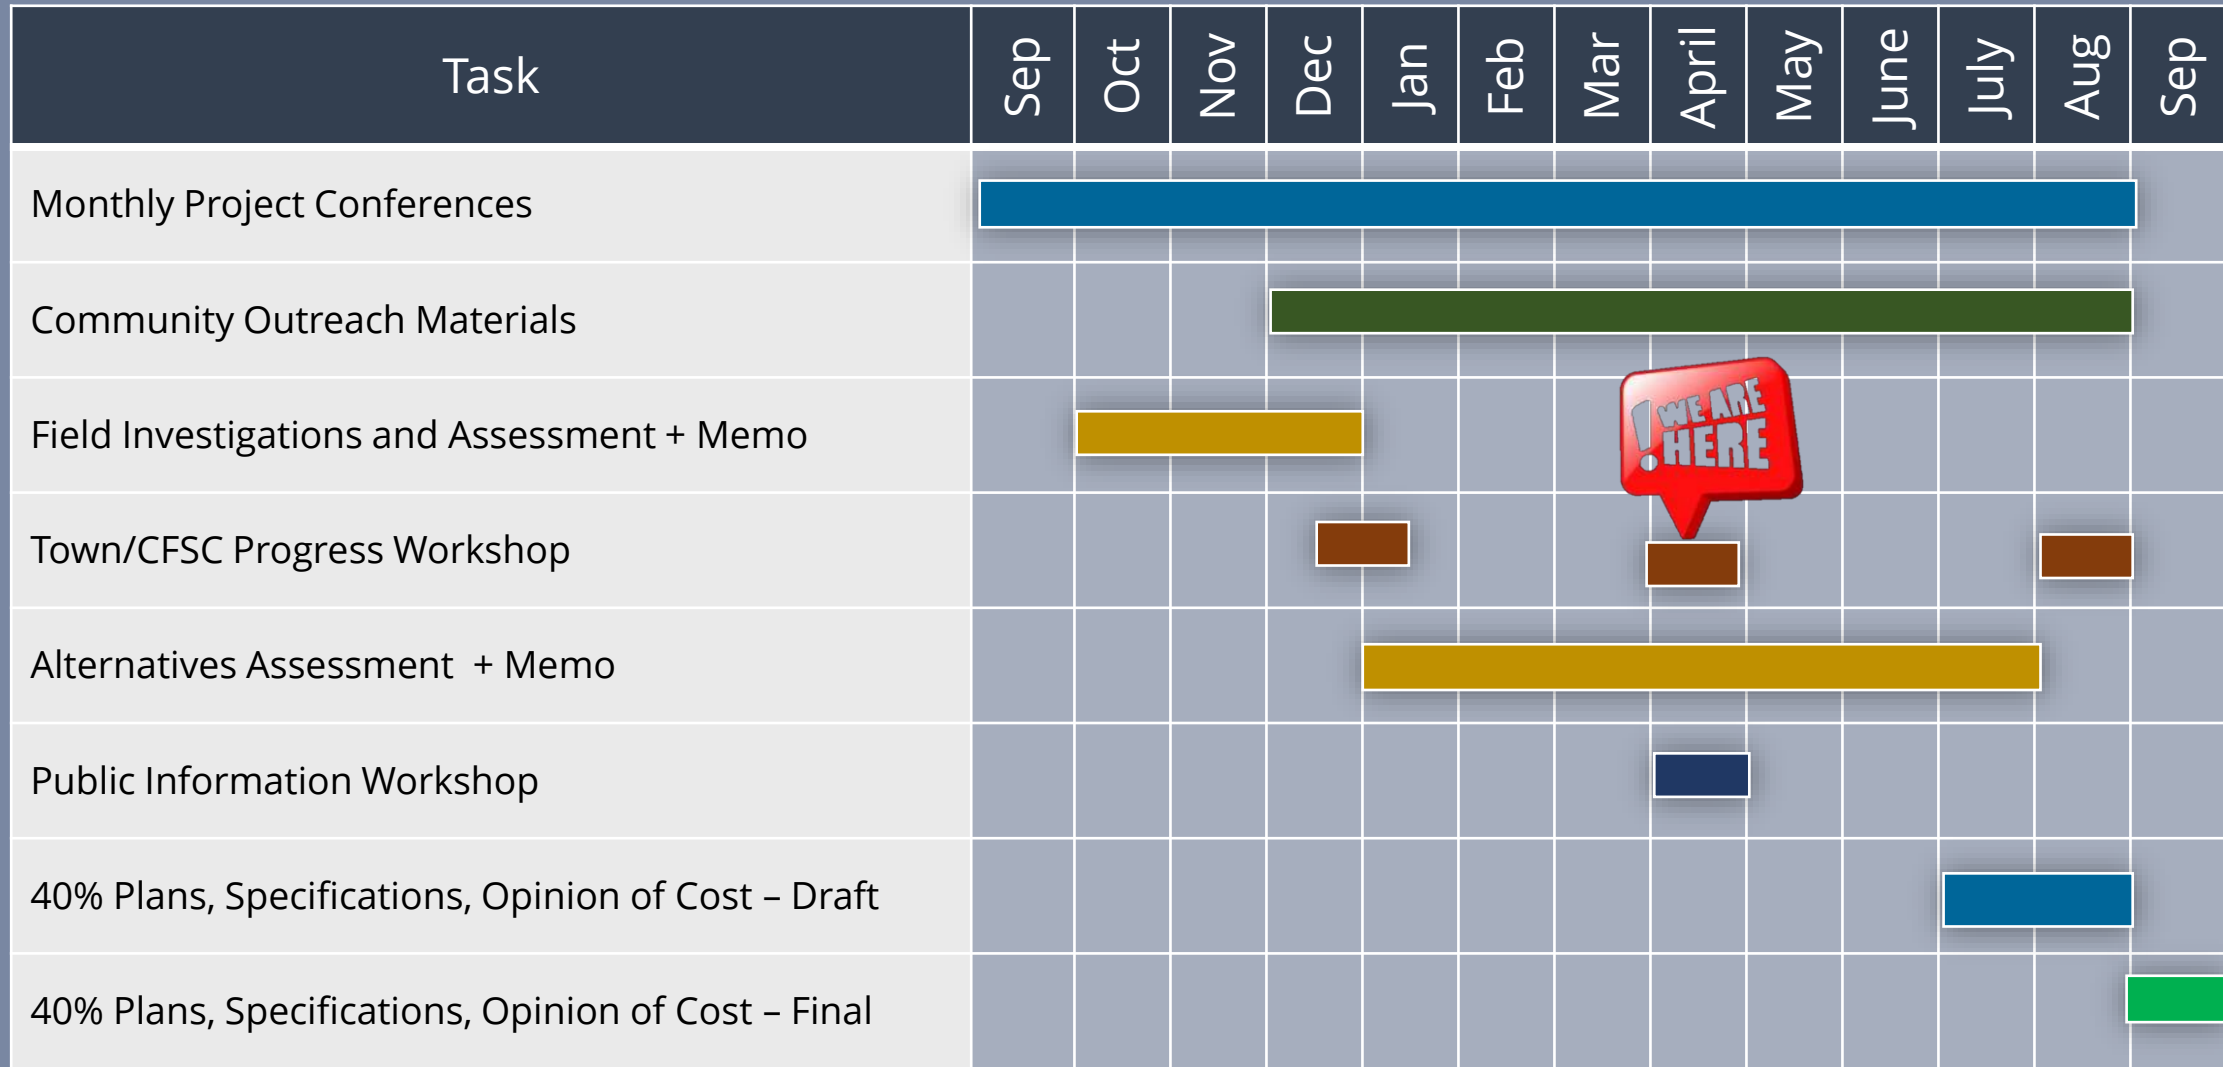 Task
Sep
Oct
Nov
Dec
Jan
Feb
Mar
April
May
June
July
Aug
Sep
Monthly Project Conferences
Community Outreach Materials
Field Investigations and Assessment + Memo
! WE ARE
HERE
Town/CFSC Progress Workshop
Alternatives Assessment + Memo
Public Information Workshop
40% Plans, Specifications, Opinion of Cost – Draft
40% Plans, Specifications, Opinion of Cost – Final